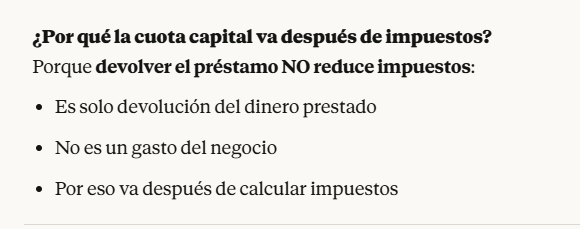 ¿Por qué la cuota capital va después de impuestos?
Porque devolver el préstamo NO reduce impuestos:
• Es solo devolución del dinero prestado
• No es un gasto del negocio
• Por eso va después de calcular impuestos